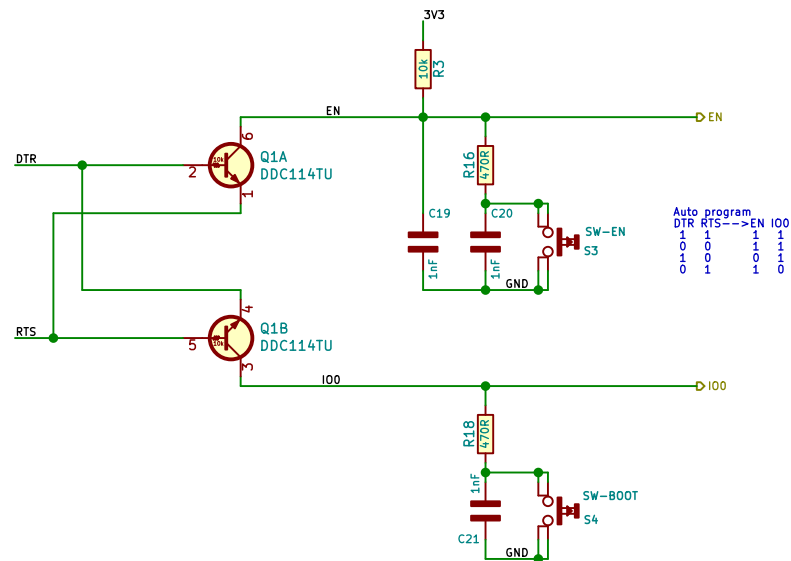 3V3
10k
R3
EN
EN
6
DTR
10k
Q1A
DDC114TU
2
1
R16
470R
C19
C20
SW-EN
S3
1nF
1nF
GND
Auto program
DTR RTS-->EN IO0
1 1 1 1
0 0 1 1
1 0 0 1
0 1 1 0
4
RTS
10k
Q1B
DDC114TU
5
3
IO0
IO0
R18
470R
1nF
SW-BOOT
S4
C21
GND